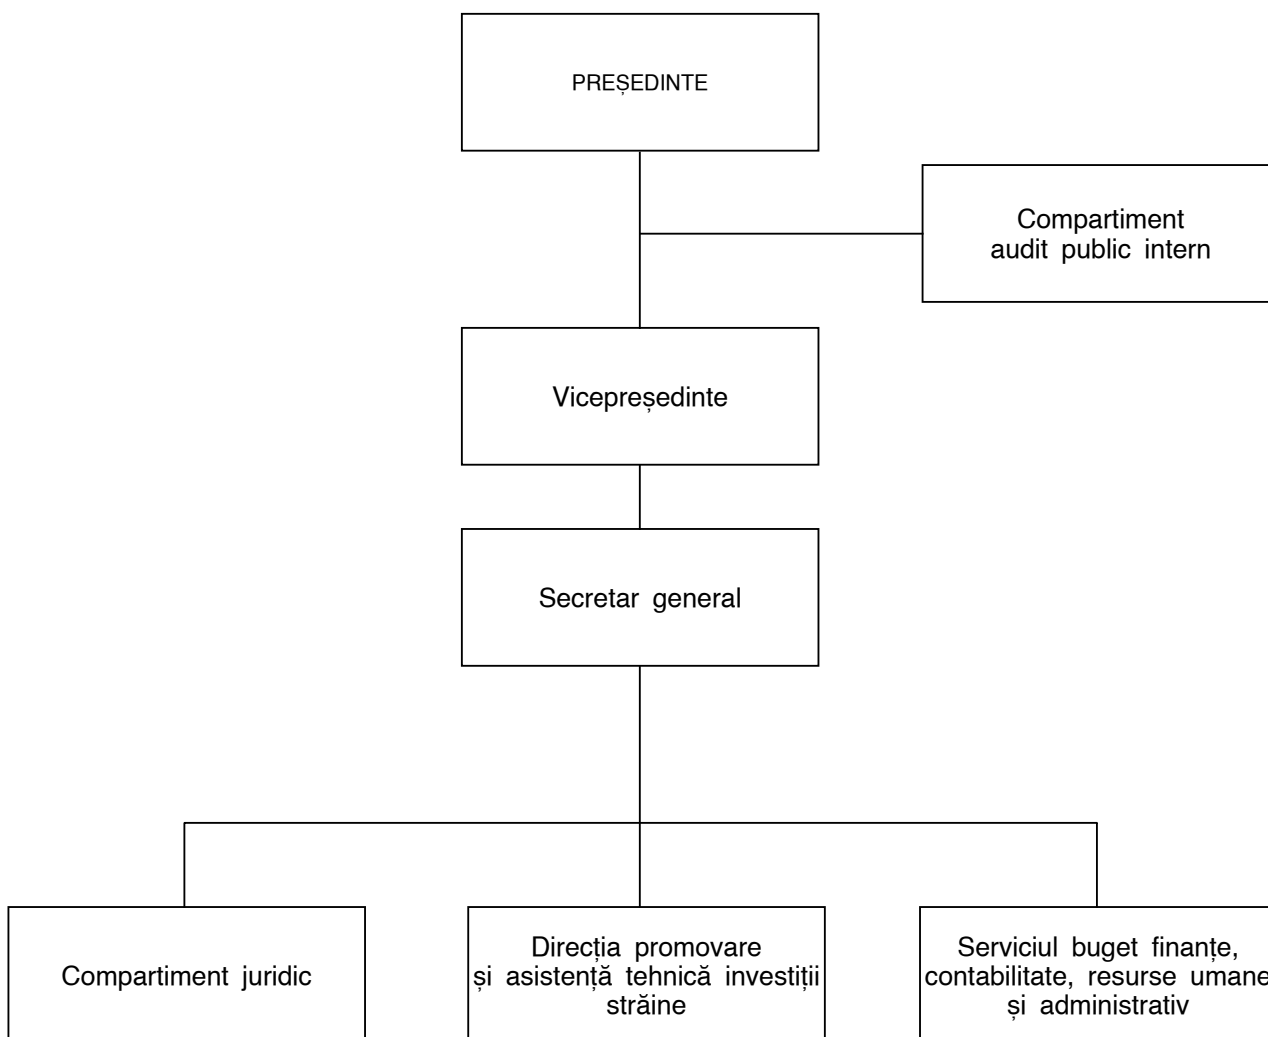 PREȘEDINTE
Compartiment
audit public intern
Vicepreședinte
Secretar general
Compartiment juridic
Direcția promovare
și asistență tehnică investiții
străine
Serviciul buget finanțe,
contabilitate, resurse umane
și administrativ